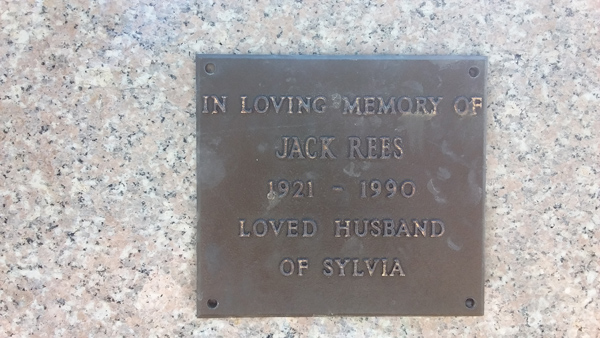 IN LOVING MEMORY OF
JACK REES
1921 - 1990
LOVED HUSBAND
OF SYLVIA